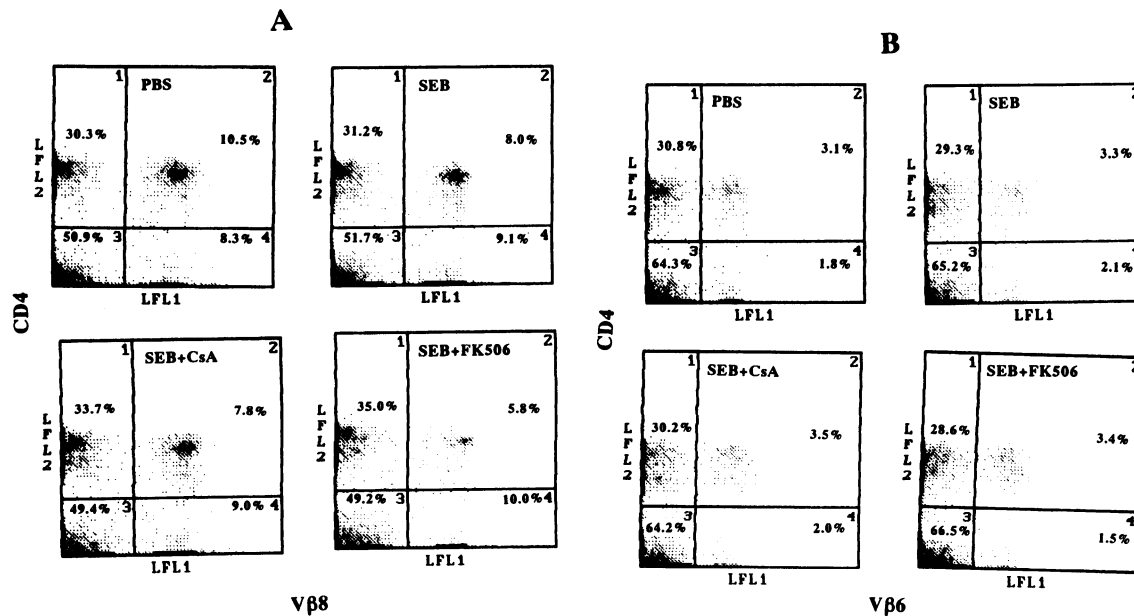 A
B
1
2
PBS
30.3%
10.5%
L
F
L
2
50.9%
3
8.3%
4
LFL1
1
2
SEB
31.2%
8.0%
L
F
L
2
51.7%
3
9.1%
4
LFL1
1
2
PBS
30.8%
3.1%
L
F
L
2
3
4
64.3%
1.8%
LFL1
1
2
SEB
29.3%
3.3%
L
F
L
2
3
65.2%
2.1%
LFL1
CD4
1
2
SEB+CsA
33.7%
7.8%
L
F
L
2
49.4%
3
9.0%
4
LFL1
1
2
SEB+FK506
35.0%
5.8%
L
F
L
2
49.2%
3
10.0%
4
LFL1
Vβ8
CD4
1
2
SEB+CsA
30.2%
3.5%
L
F
L
2
3
4
64.2%
2.0%
LFL1
1
2
SEB+FK506
28.6%
3.4%
L
F
L
2
3
66.5%
1.5%
LFL1
Vβ6